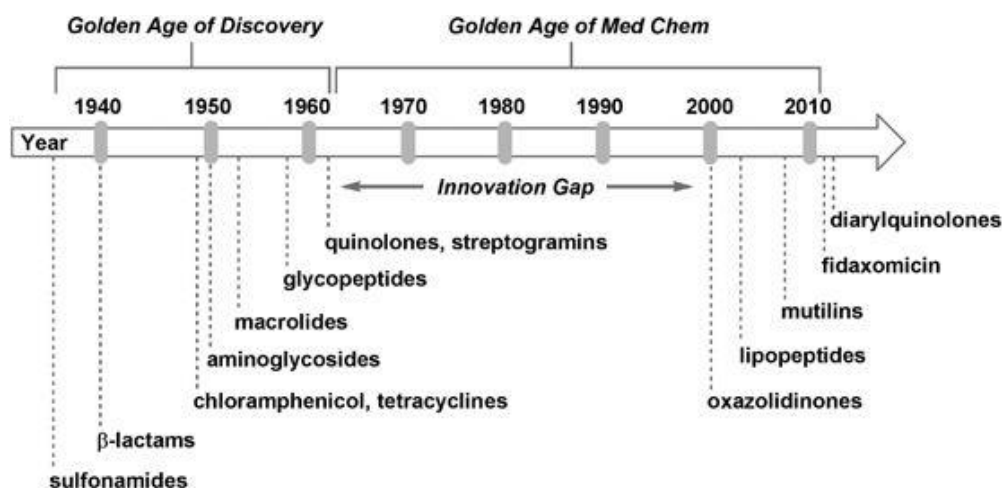 Golden Age of Discovery
Golden Age of Med Chem
1940 1950 1960 1970 1980 1990 2000 2010
Year
Innovation Gap
diarylquinolones
quinolones, streptogramins
fidaxomicin
glycopeptides
mutilins
macrolides
lipopeptides
aminoglycosides
chloramphenicol, tetracyclines
oxazolidinones
β-lactams
sulfonamides